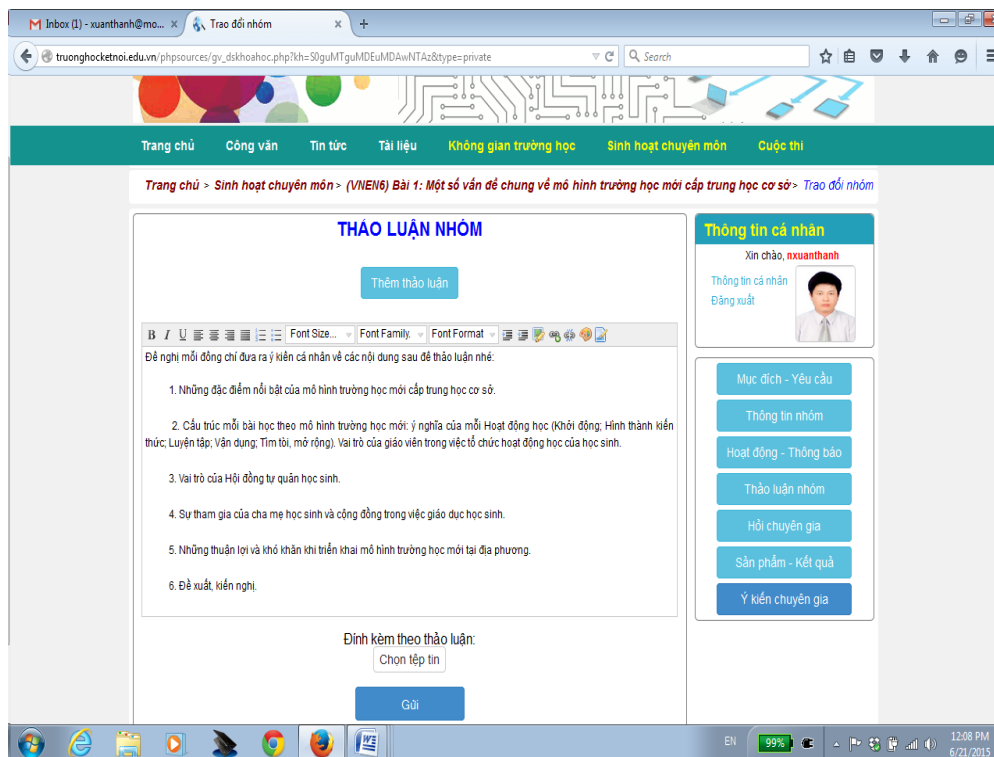 Inbox (1) - xuanthanh@mo... ×
Trao đổi nhóm ×
truonghocketnoi.edu.vn/phpsources/gv_dskhoahoc.php?kh=S0guMTguMDEuMDAwNTAz&type=private
Search
Trang chủ Công văn Tin tức Tài liệu Không gian trường học Sinh hoạt chuyên môn Cuộc thi
Trang chủ > Sinh hoạt chuyên môn > (VNEN6) Bài 1: Một số vấn đề chung về mô hình trường học mới cấp trung học cơ sở > Trao đổi nhóm
THẢO LUẬN NHÓM
Thêm thảo luận
B I U Font Size... Font Family. Font Format
Đề nghị mỗi đồng chí đưa ra ý kiến cá nhân về các nội dung sau để thảo luận nhé:
1. Những đặc điểm nổi bật của mô hình trường học mới cấp trung học cơ sở.
2. Cấu trúc mỗi bài học theo mô hình trường học mới: ý nghĩa của mỗi Hoạt động học (Khởi động; Hình thành kiến
thức; Luyện tập; Vận dụng; Tìm tòi, mở rộng). Vai trò của giáo viên trong việc tổ chức hoạt động học của học sinh.
3. Vai trò của Hội đồng tự quản học sinh.
4. Sự tham gia của cha mẹ học sinh và cộng đồng trong việc giáo dục học sinh.
5. Những thuận lợi và khó khăn khi triển khai mô hình trường học mới tại địa phương.
6. Đề xuất, kiến nghị.
Đính kèm theo thảo luận:
Chọn tệp tin
Gửi
Thông tin cá nhân
Xin chào, nxuanthanh
Thông tin cá nhân
Đăng xuất
Mục đích - Yêu cầu
Thông tin nhóm
Hoạt động - Thông báo
Thảo luận nhóm
Hỏi chuyên gia
Sản phẩm - Kết quả
Ý kiến chuyên gia
EN 99% 12:08 PM
6/21/2015